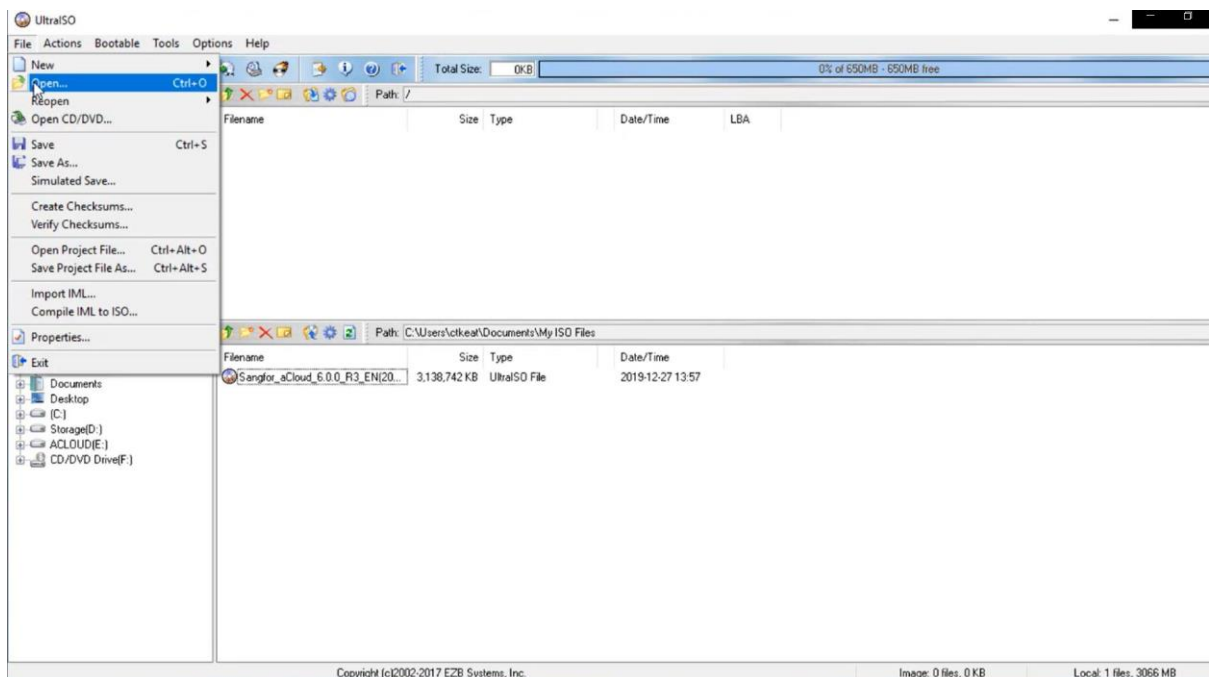 UltraISO
File Actions Bootable Tools Options Help
New
Open... Ctrl+O
Reopen
Open CD/DVD...
Save Ctrl+S
Save As...
Simulated Save...
Create Checksums...
Verify Checksums...
Open Project File... Ctrl+Alt+O
Save Project File As... Ctrl+Alt+S
Import IML...
Compile IML to ISO...
Properties...
Exit
Total Size: 0KB 0% of 650MB - 650MB free
Path: /
Filename Size Type Date/Time LBA
Path: C:\Users\ctkeat\Documents\My ISO Files
Filename Size Type Date/Time
Sangfor_aCloud_6.0.0_R3_EN(20... 3,138,742 KB UltraISO File 2019-12-27 13:57
Documents
Desktop
(C:)
Storage(D:)
ACLOUD(E:)
CD/DVD Drive(F:)
Copyright (c)2002-2017 EZB Systems, Inc. Image: 0 files, 0 KB Local: 1 files, 3066 MB